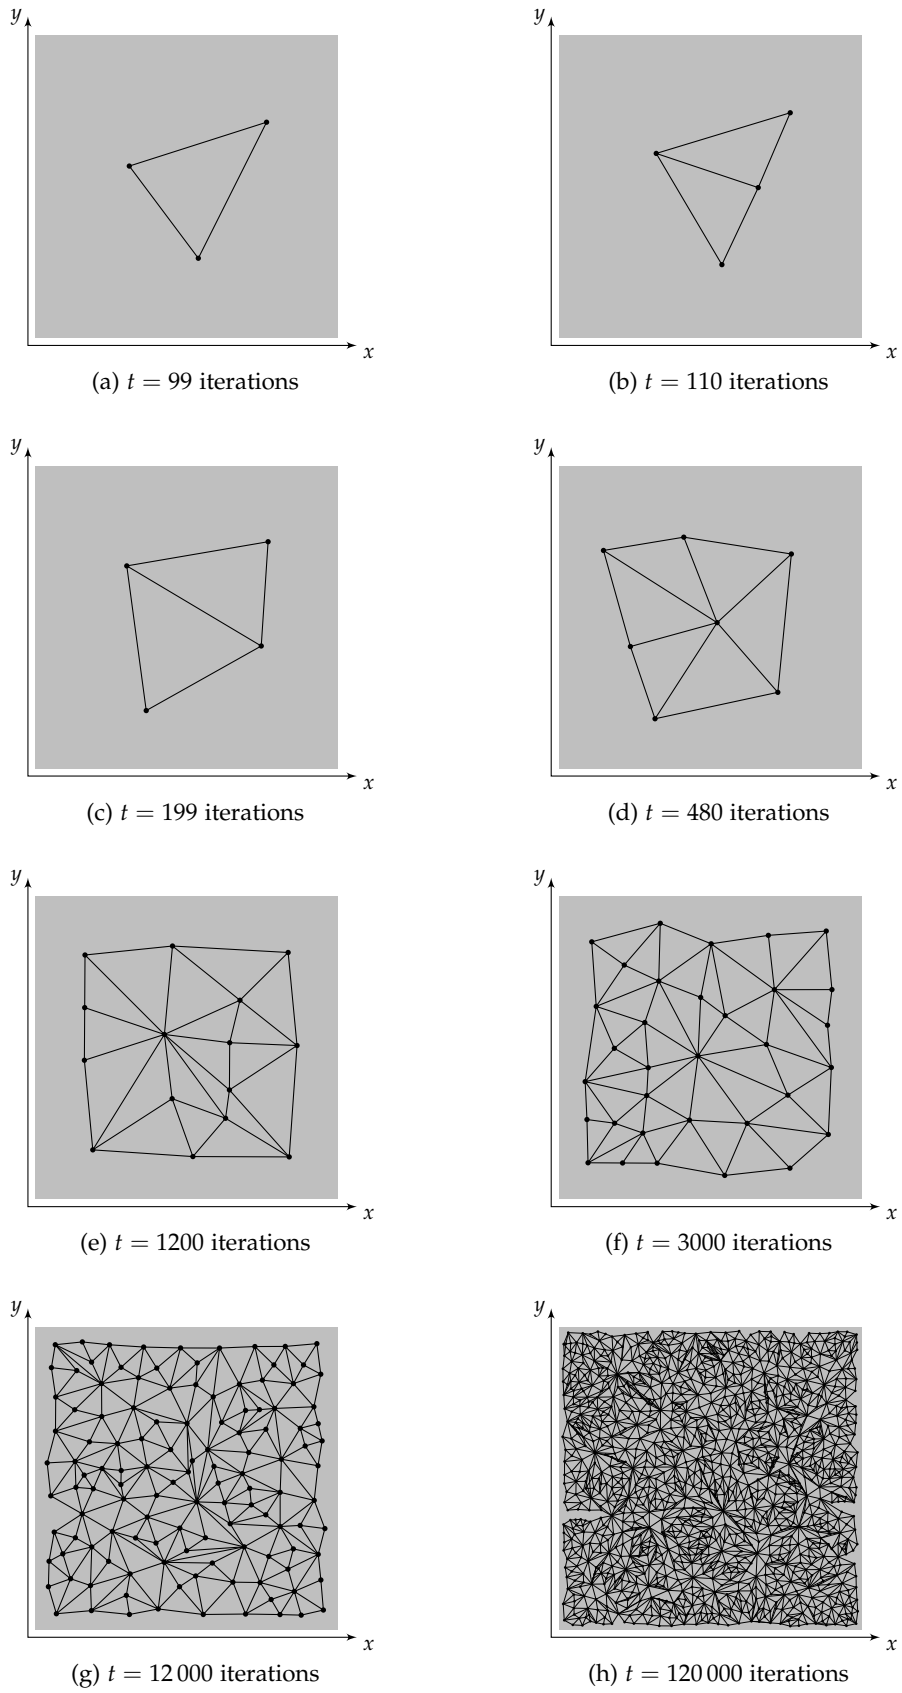 y y
x x
(a) t = 99 iterations (b) t = 110 iterations
y y
x x
(c) t = 199 iterations (d) t = 480 iterations
y y
x x
(e) t = 1200 iterations (f) t = 3000 iterations
y y
x x
(g) t = 12 000 iterations (h) t = 120 000 iterations